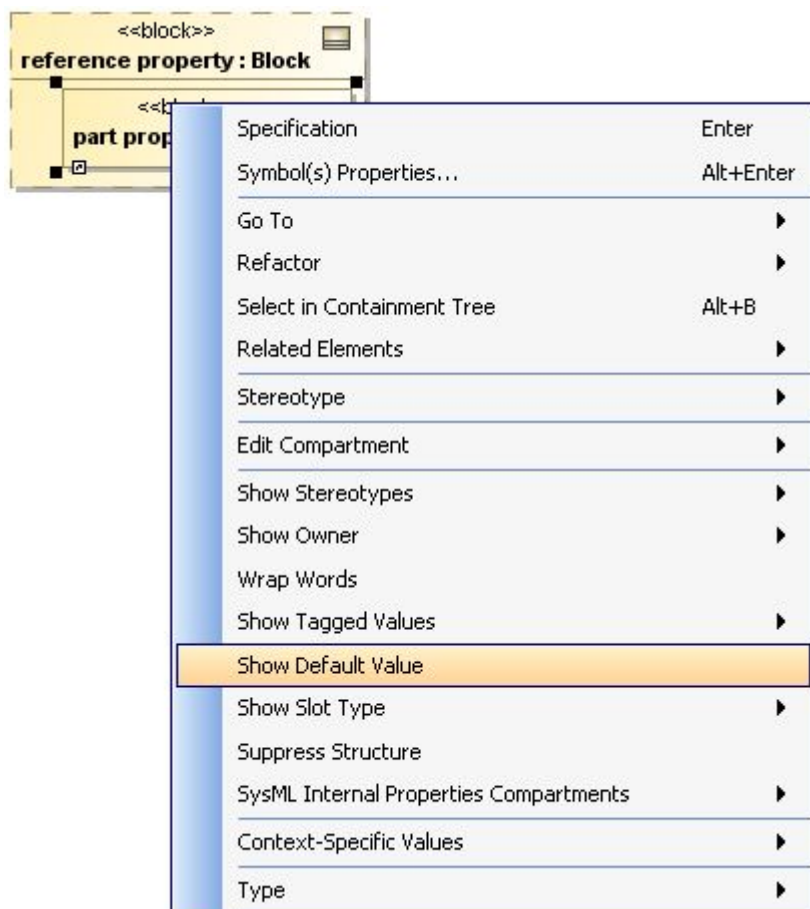 <<block>>
reference property : Block
<<bl
part prop
Specification Enter
Symbol(s) Properties... Alt+Enter
Go To
Refactor
Select in Containment Tree Alt+B
Related Elements
Stereotype
Edit Compartment
Show Stereotypes
Show Owner
Wrap Words
Show Tagged Values
Show Default Value
Show Slot Type
Suppress Structure
SysML Internal Properties Compartments
Context-Specific Values
Type